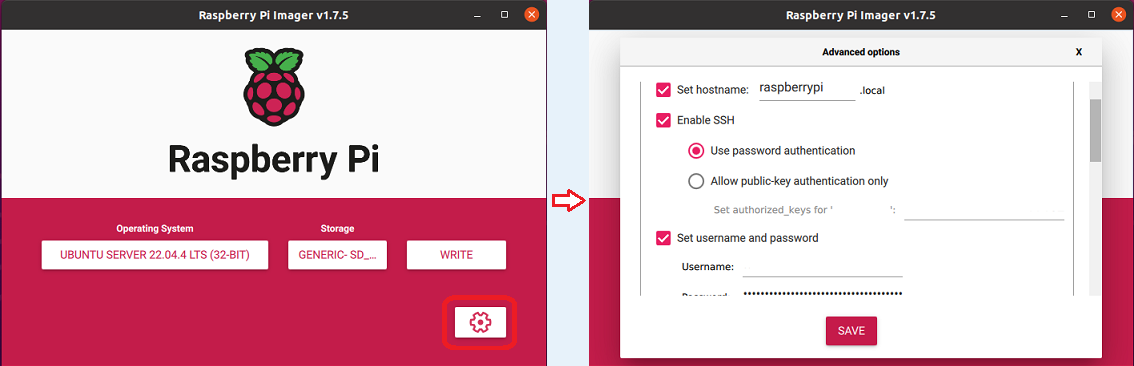 Raspberry Pi Imager v1.7.5
Raspberry Pi
Operating System
Storage
UBUNTU SERVER 22.04.4 LTS (32-BIT)
GENERIC- SD_...
WRITE
Raspberry Pi Imager v1.7.5
Advanced options
X
Set hostname: raspberrypi .local
Enable SSH
Use password authentication
Allow public-key authentication only
Set authorized_keys for ' ':
Set username and password
Username:
Password: ••••••••••••••••••••••••••••••••••••
SAVE